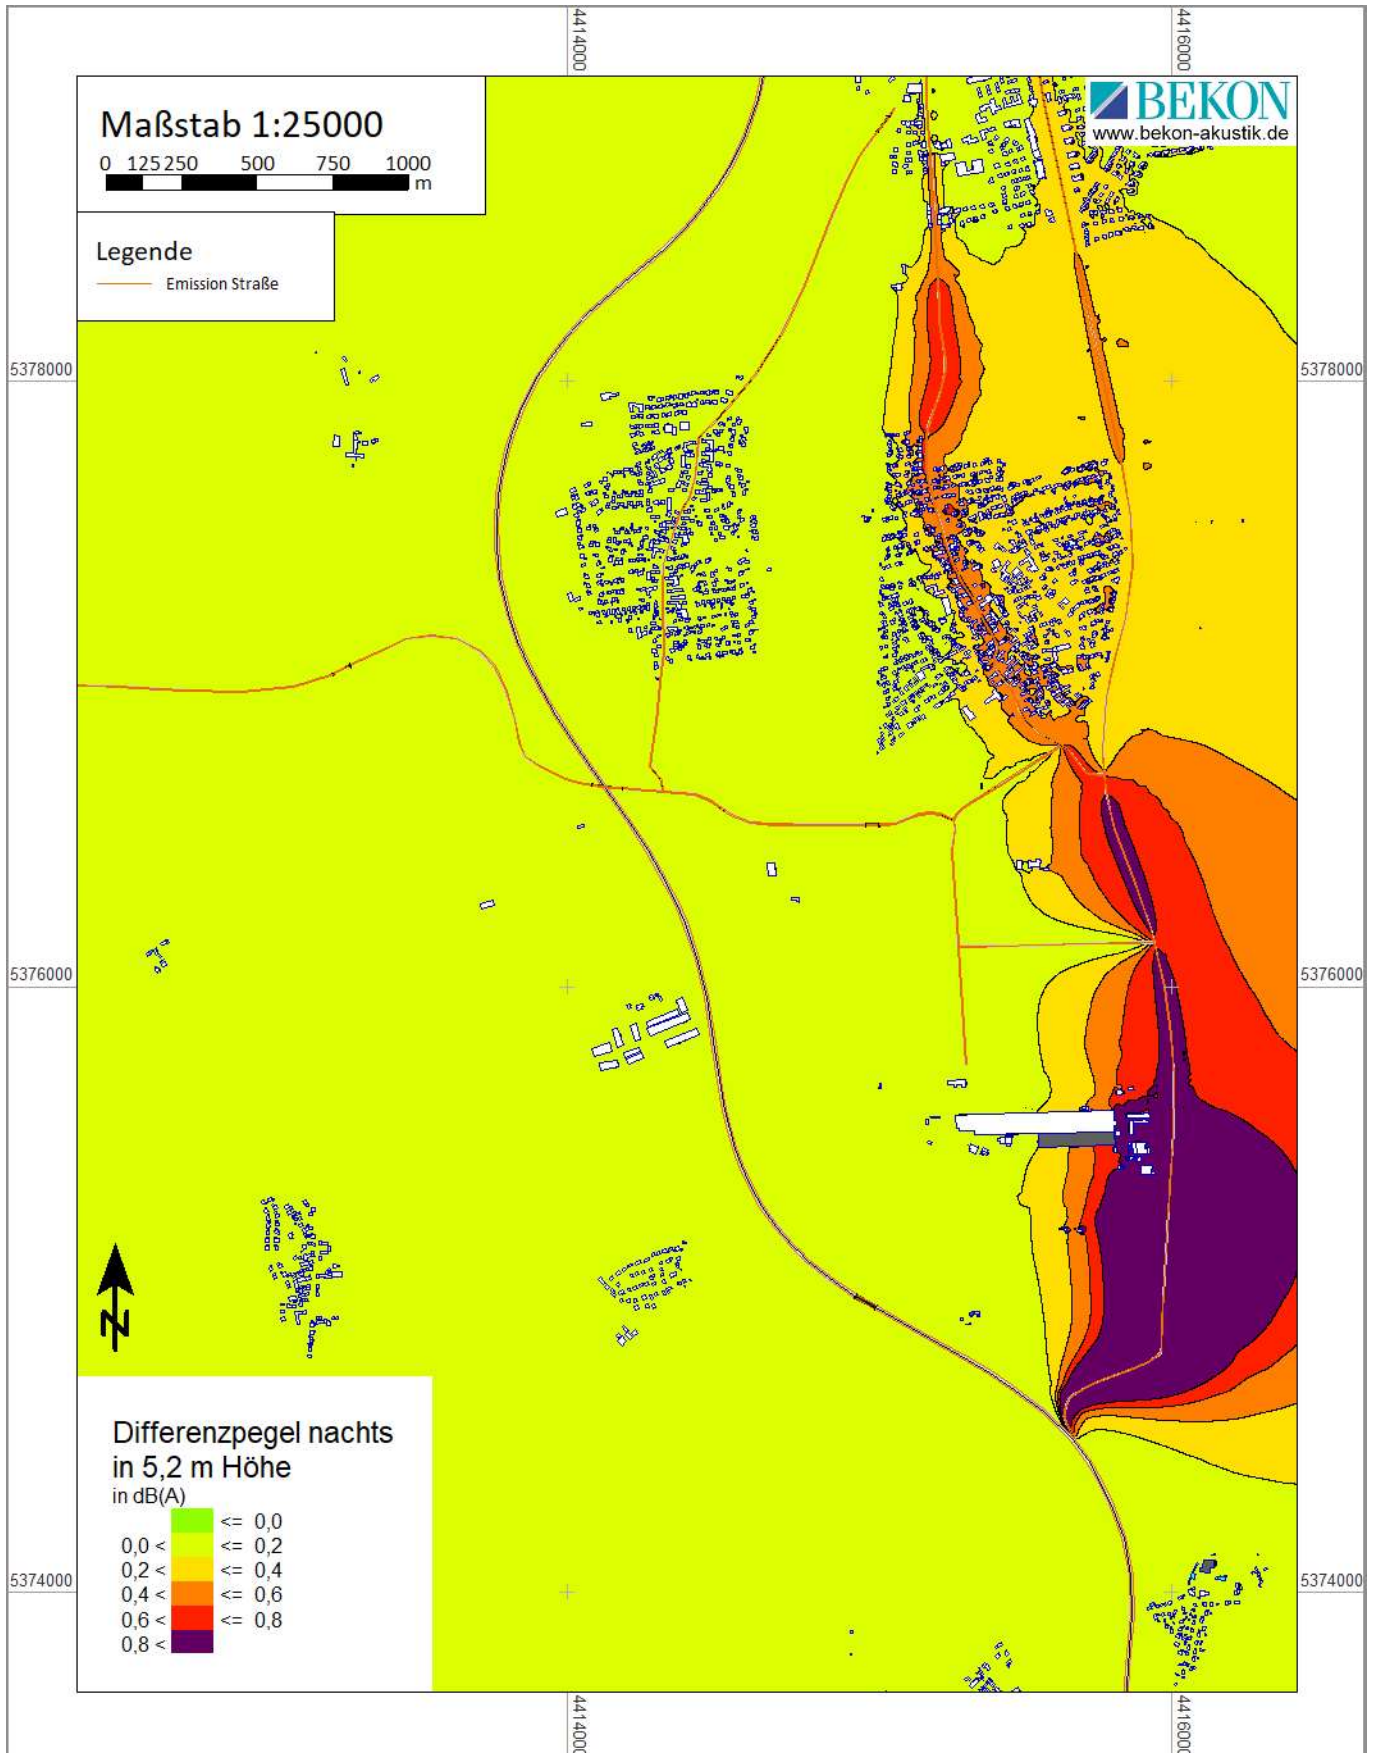 4414000
4416000
Maßstab 1:25000
0 125 250 500 750 1000
m
BEKON
www.bekon-akustik.de
Legende
Emission Straße
5378000
5378000
5376000
5376000
N
Differenzpegel nachts
in 5,2 m Höhe
in dB(A)
<= 0,0
0,0 < <= 0,2
0,2 < <= 0,4
0,4 < <= 0,6
0,6 < <= 0,8
0,8 <
5374000
5374000
4414000
4416000